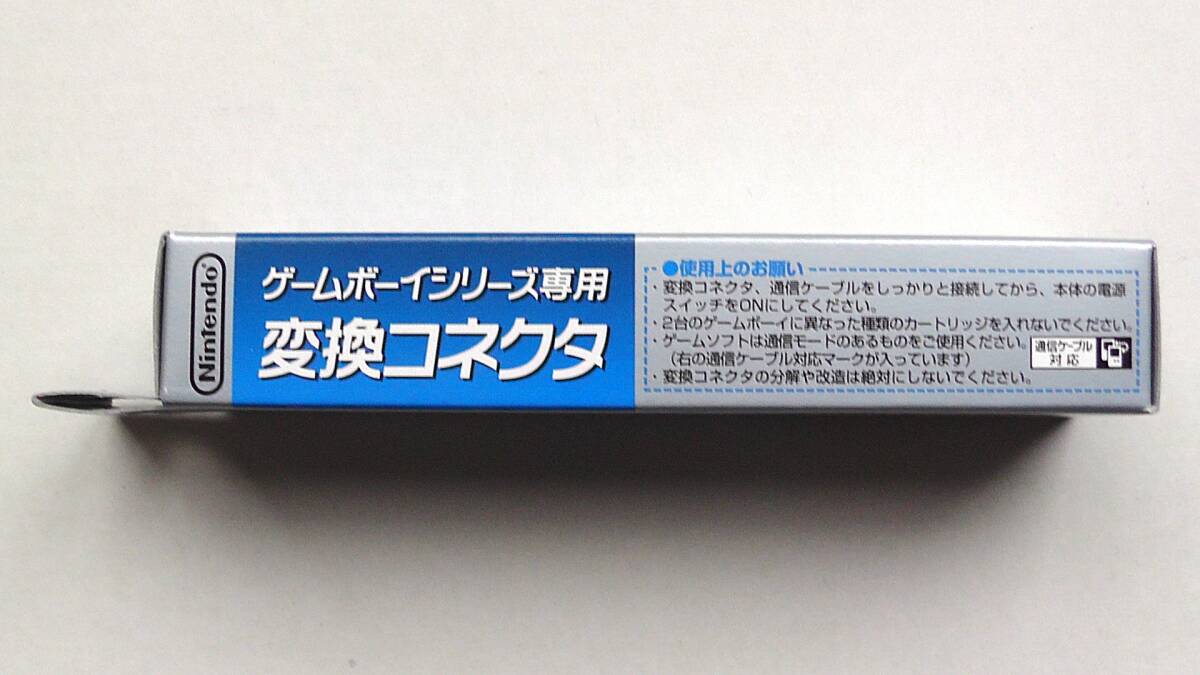 Nintendo®
ゲームボーイシリーズ専用
変換コネクタ
●使用上のお願い
・変換コネクタ、通信ケーブルをしっかりと接続してから、本体の電源
スイッチをONにしてください。
・2台のゲームボーイに異なった種類のカートリッジを入れないでください。
・ゲームソフトは通信モードのあるものをご使用ください。
(右の通信ケーブル対応マークが入っています)
通信ケーブル
対応
・変換コネクタの分解や改造は絶対にしないでください。